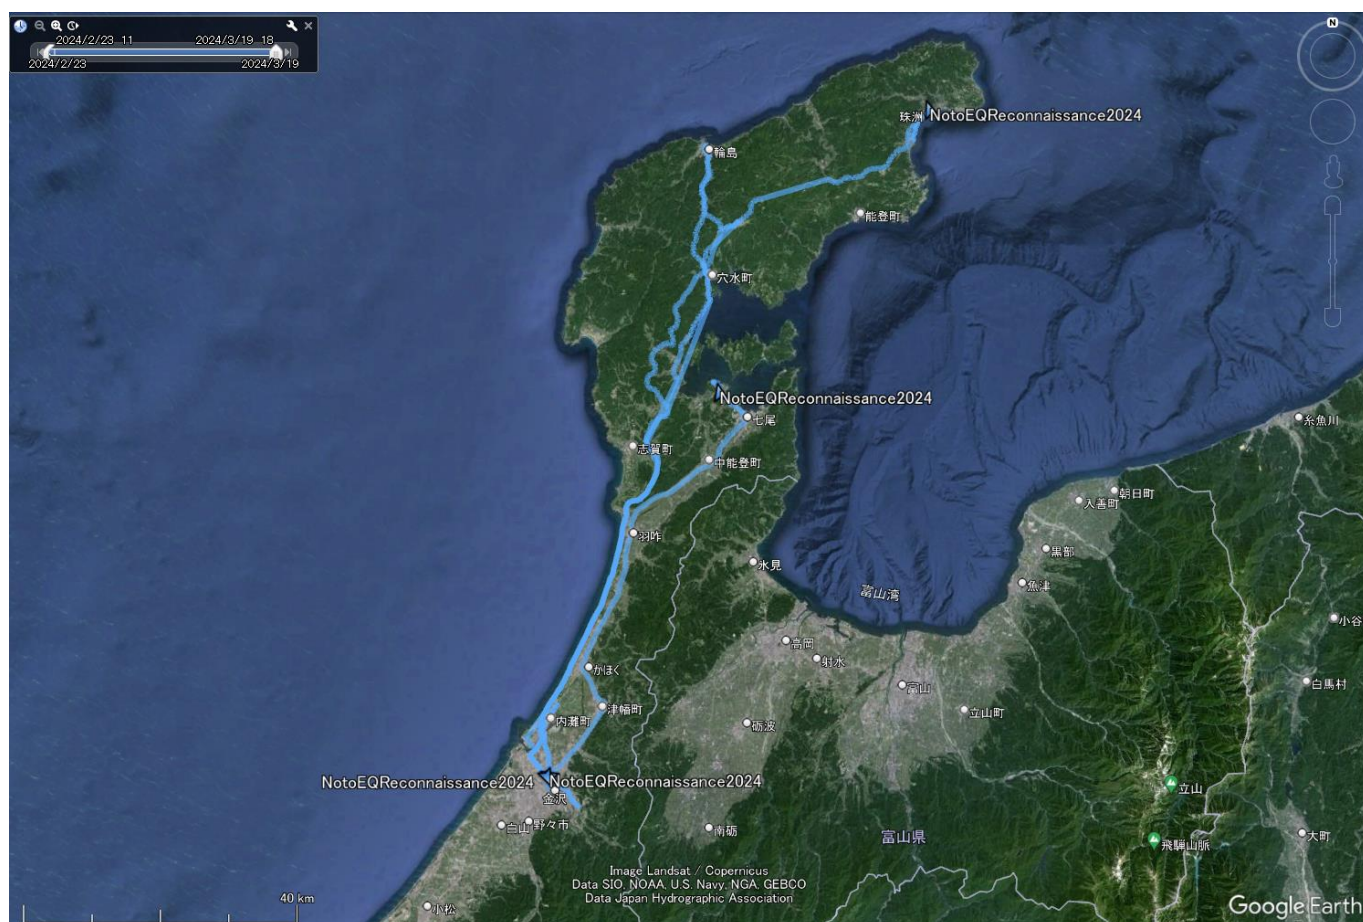 2024/2/23 11
2024/3/19 18
2024/2/23
2024/3/19
N
珠洲
NotoEQReconnaissance2024
輪島
能登町
穴水町
NotoEQReconnaissance2024
七尾
糸魚川
志賀町
中能登町
朝日町
入善町
羽咋
黒部
氷見
魚津
富山湾
小谷
高岡
射水
かほく
富山
白馬村
津幡町
内灘町
砺波
立山町
NotoEQReconnaissance2024
NotoEQReconnaissance2024
立山
金沢
白山
野々市
南砺
富山県
飛騨山脈
大町
Image Landsat / Copernicus
Data SIO, NOAA, U.S. Navy, NGA, GEBCO
Data Japan Hydrographic Association
40 km
小松
Google Earth